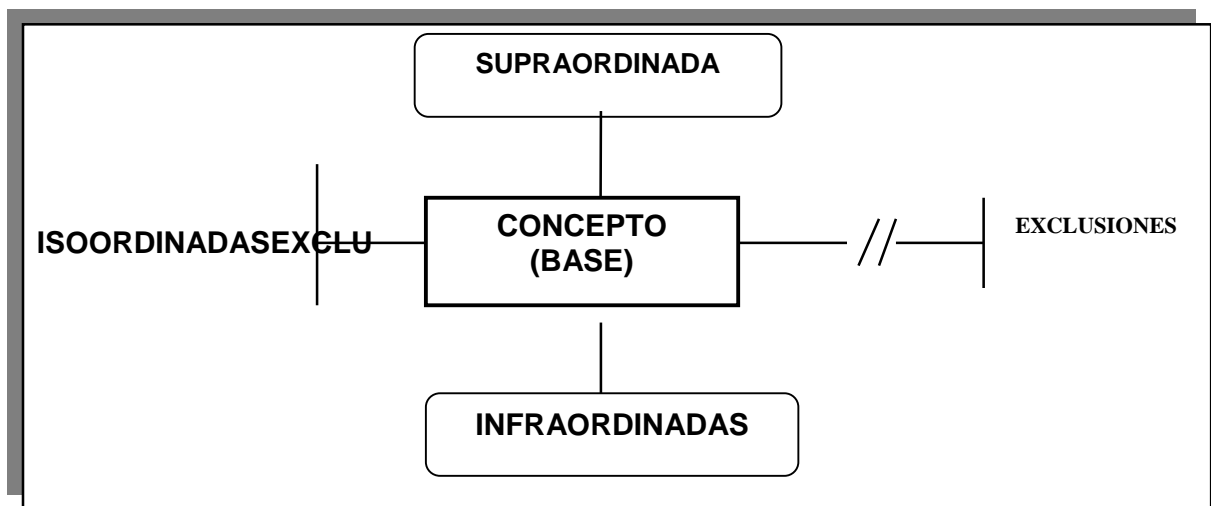 SUPRAORDINADA
ISOORDINADASEXCLU
CONCEPTO
(BASE)
EXCLUSIONES
INFRAORDINADAS